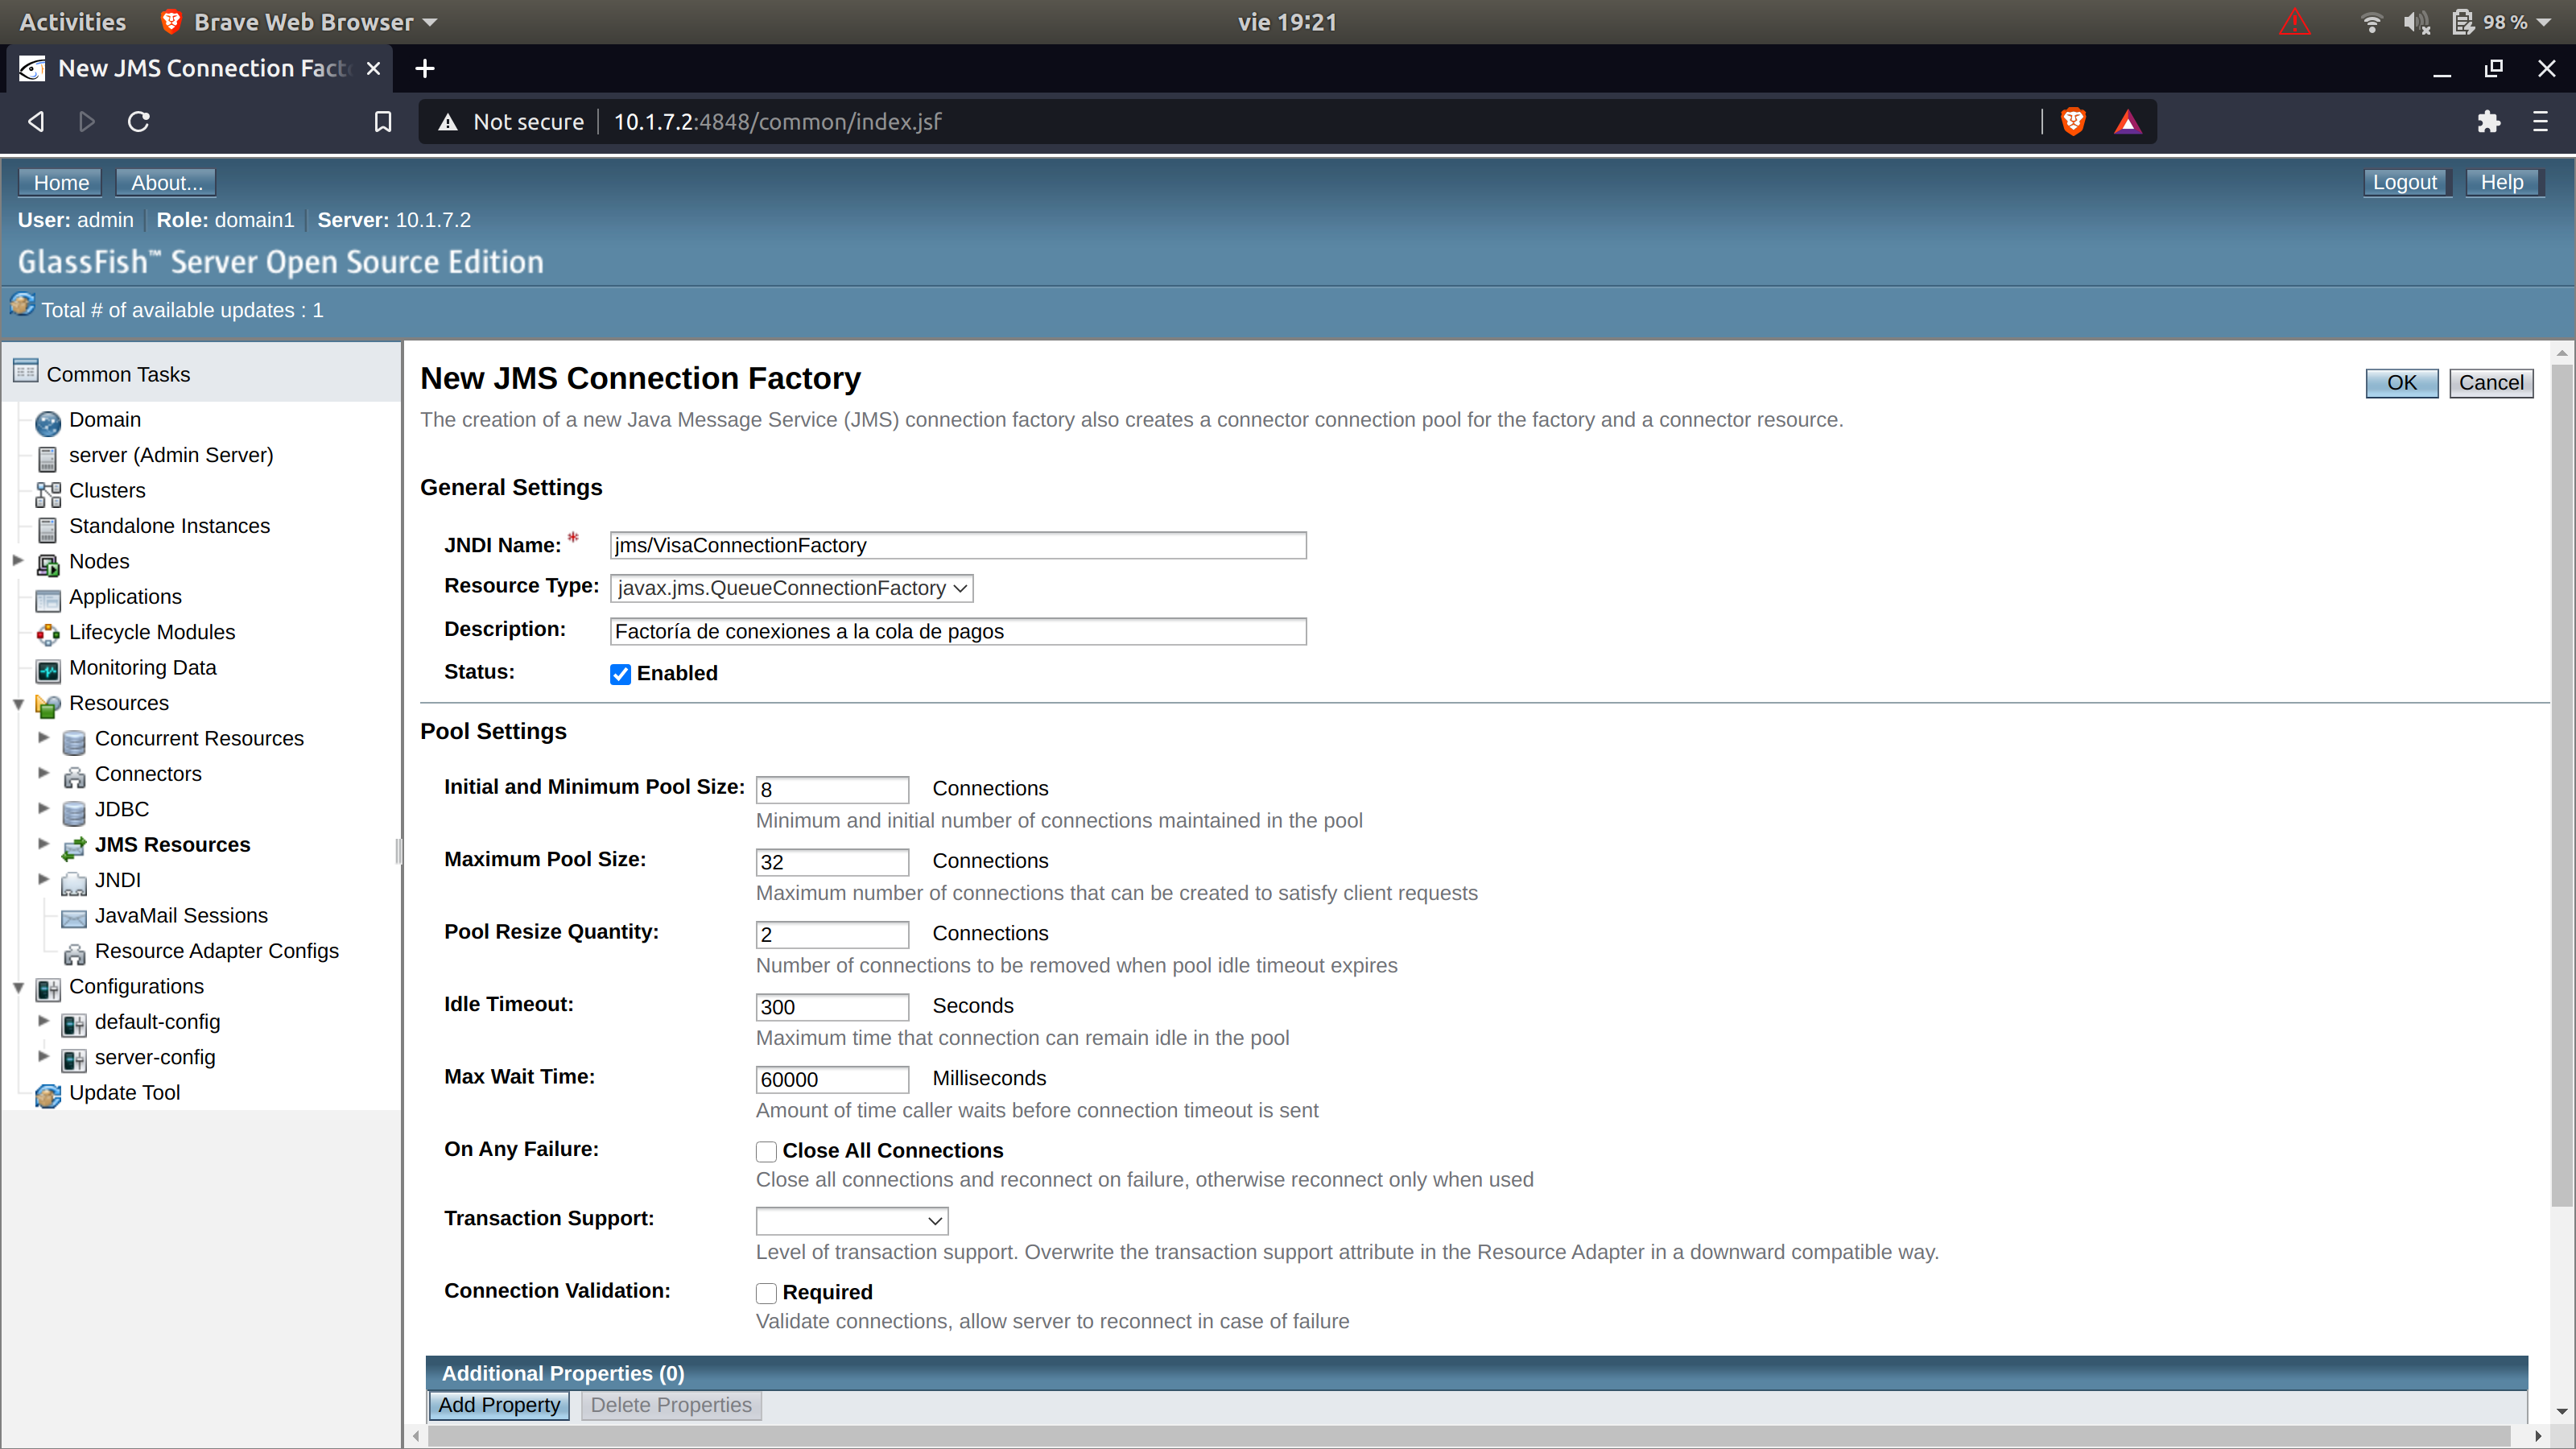 Activities Brave Web Browser vie 19:21 98 %
New JMS Connection Fact
Not secure 10.1.7.2:4848/common/index.jsf
Home About... Logout Help
User: admin Role: domain1 Server: 10.1.7.2
GlassFish™ Server Open Source Edition
Total # of available updates : 1
Common Tasks
Domain
server (Admin Server)
Clusters
Standalone Instances
Nodes
Applications
Lifecycle Modules
Monitoring Data
Resources
Concurrent Resources
Connectors
JDBC
JMS Resources
JNDI
JavaMail Sessions
Resource Adapter Configs
Configurations
default-config
server-config
Update Tool
New JMS Connection Factory
OK Cancel
The creation of a new Java Message Service (JMS) connection factory also creates a connector connection pool for the factory and a connector resource.
General Settings
JNDI Name: * jms/VisaConnectionFactory
Resource Type: javax.jms.QueueConnectionFactory
Description: Factoría de conexiones a la cola de pagos
Status: Enabled
Pool Settings
Initial and Minimum Pool Size: 8 Connections
Minimum and initial number of connections maintained in the pool
Maximum Pool Size: 32 Connections
Maximum number of connections that can be created to satisfy client requests
Pool Resize Quantity: 2 Connections
Number of connections to be removed when pool idle timeout expires
Idle Timeout: 300 Seconds
Maximum time that connection can remain idle in the pool
Max Wait Time: 60000 Milliseconds
Amount of time caller waits before connection timeout is sent
On Any Failure: Close All Connections
Close all connections and reconnect on failure, otherwise reconnect only when used
Transaction Support:
Level of transaction support. Overwrite the transaction support attribute in the Resource Adapter in a downward compatible way.
Connection Validation: Required
Validate connections, allow server to reconnect in case of failure
Additional Properties (0)
Add Property Delete Properties